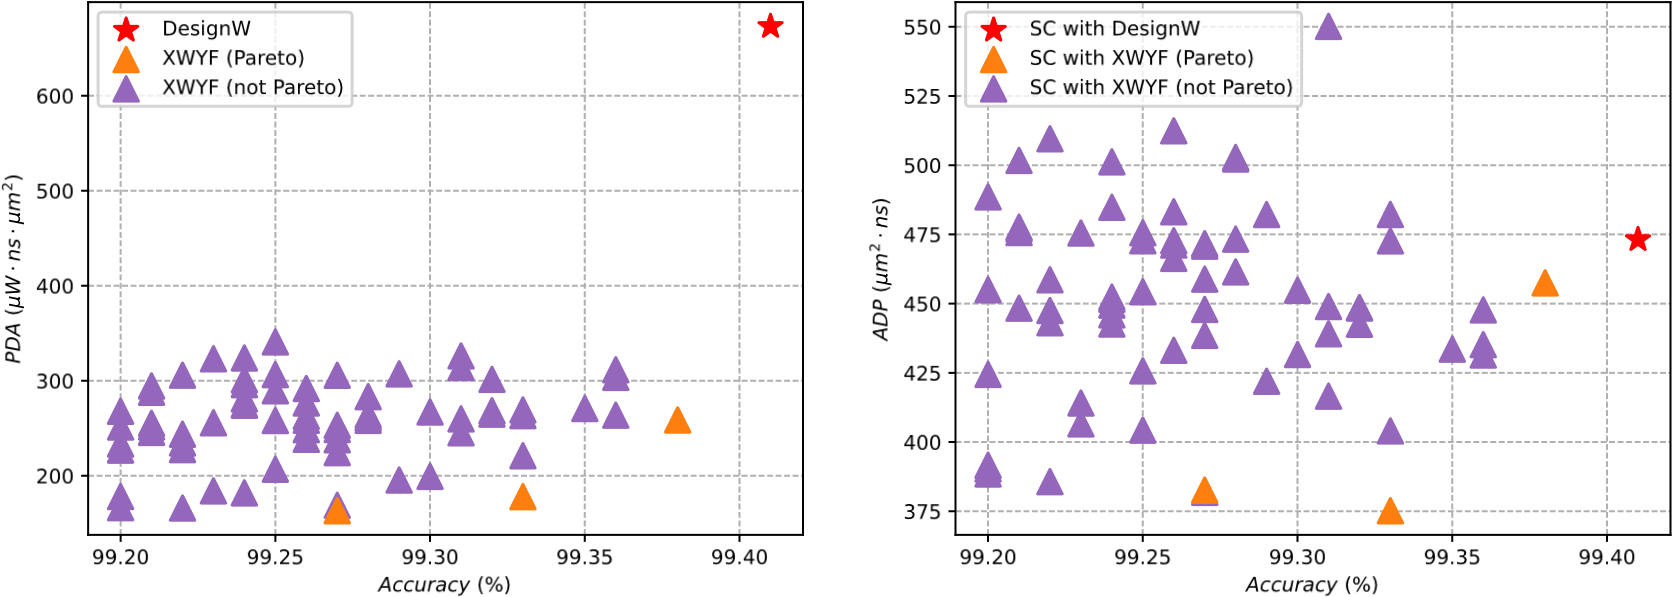 DesignW
XWYF (Pareto)
XWYF (not Pareto)
600
500
400
300
200
99.20
99.25
99.30
99.35
99.40
PDA (μW · ns · μm²)
Accuracy (%)
SC with DesignW
SC with XWYF (Pareto)
SC with XWYF (not Pareto)
550
525
500
475
450
425
400
375
99.20
99.25
99.30
99.35
99.40
ADP (μm² · ns)
Accuracy (%)